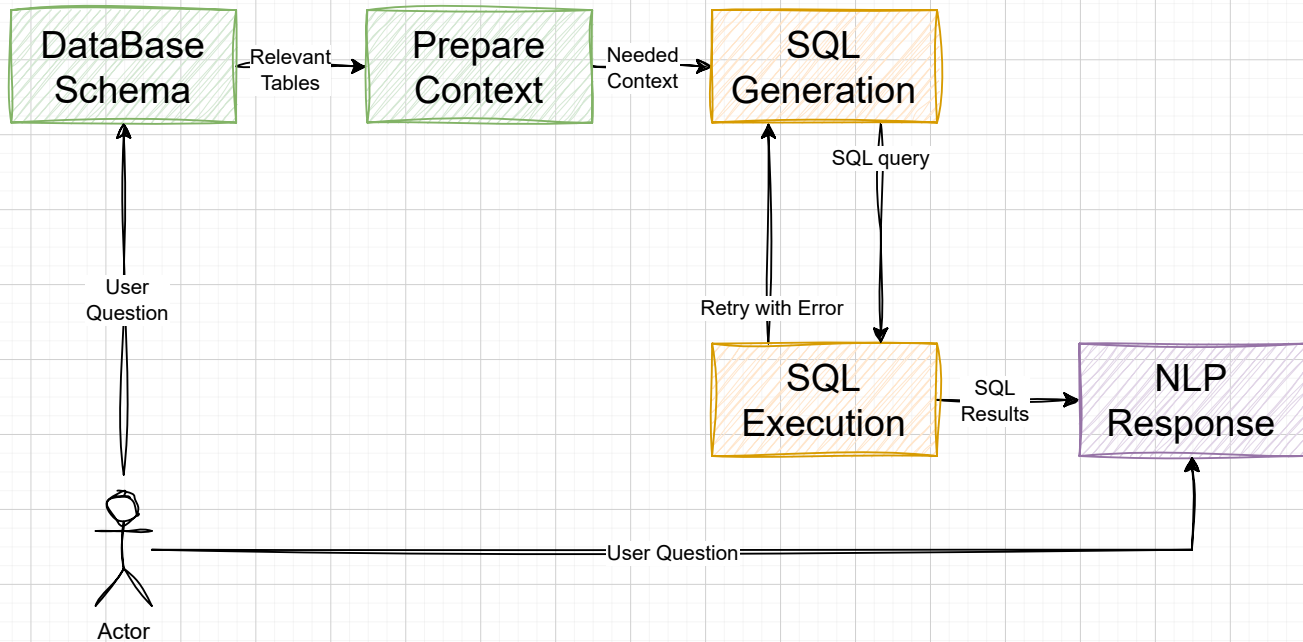 DataBase
Schema
Relevant
Tables
Prepare
Context
Needed
Context
SQL
Generation
SQL query
User
Question
Retry with Error
SQL
Execution
SQL
Results
NLP
Response
User Question
Actor